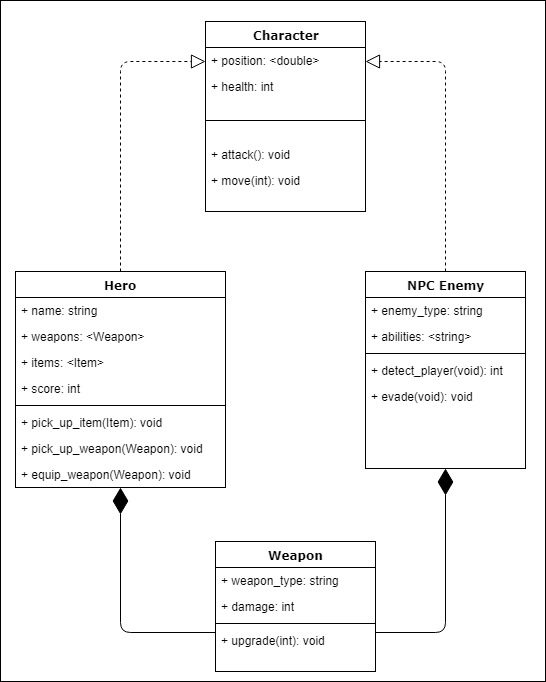 Character
+ position: <double>
+ health: int
+ attack(): void
+ move(int): void
Hero
+ name: string
+ weapons: <Weapon>
+ items: <Item>
+ score: int
+ pick_up_item(Item): void
+ pick_up_weapon(Weapon): void
+ equip_weapon(Weapon): void
NPC Enemy
+ enemy_type: string
+ abilities: <string>
+ detect_player(void): int
+ evade(void): void
Weapon
+ weapon_type: string
+ damage: int
+ upgrade(int): void